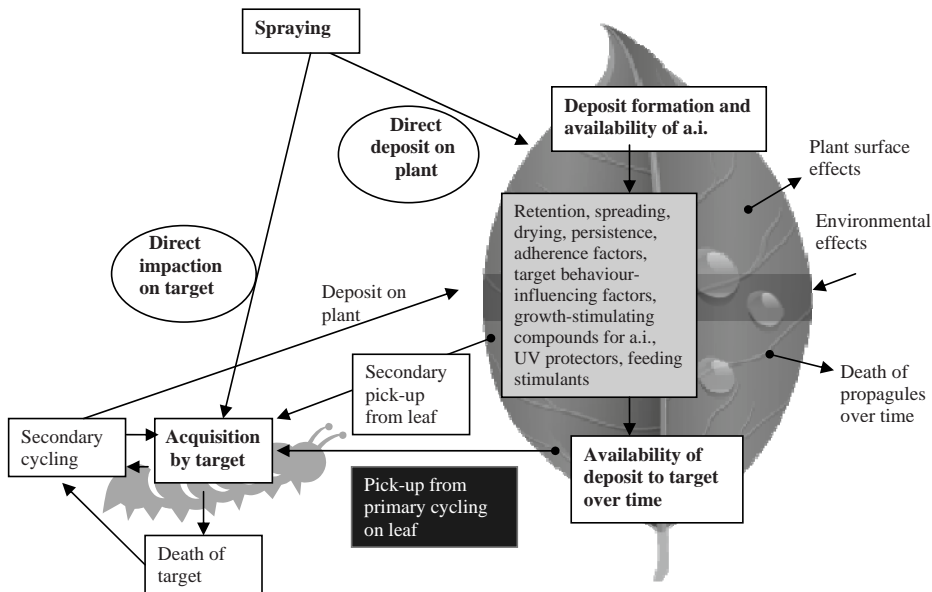 Spraying
Deposit formation and
availability of a.i.
Direct
deposit on
plant
Plant surface
effects
Retention, spreading,
drying, persistence,
adherence factors,
target behaviour-
influencing factors,
growth-stimulating
compounds for a.i.,
UV protectors, feeding
stimulants
Environmental
effects
Direct
impaction
on target
Deposit on
plant
Secondary
pick-up
from leaf
Death of
propagules
over time
Secondary
cycling
Acquisition
by target
Availability of
deposit to target
over time
Pick-up from
primary cycling
on leaf
Death of
target